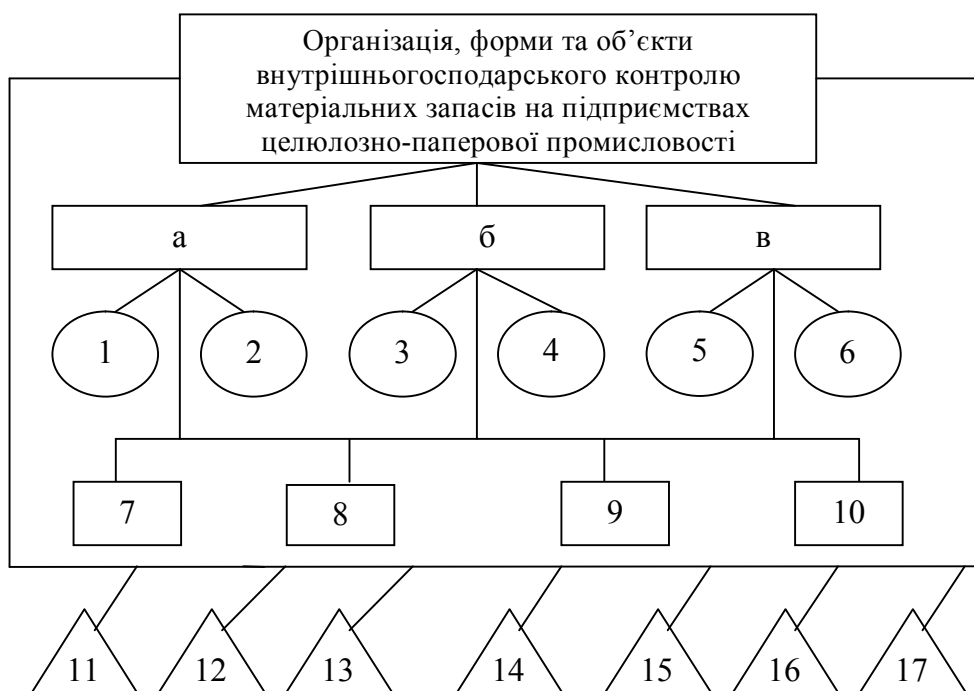 Організація, форми та об’єкти
внутрішньогосподарського контролю
матеріальних запасів на підприємствах
целюлозно-паперової промисловості
а б в
1 2 3 4 5 6
7 8 9 10
11 12 13 14 15 16 17